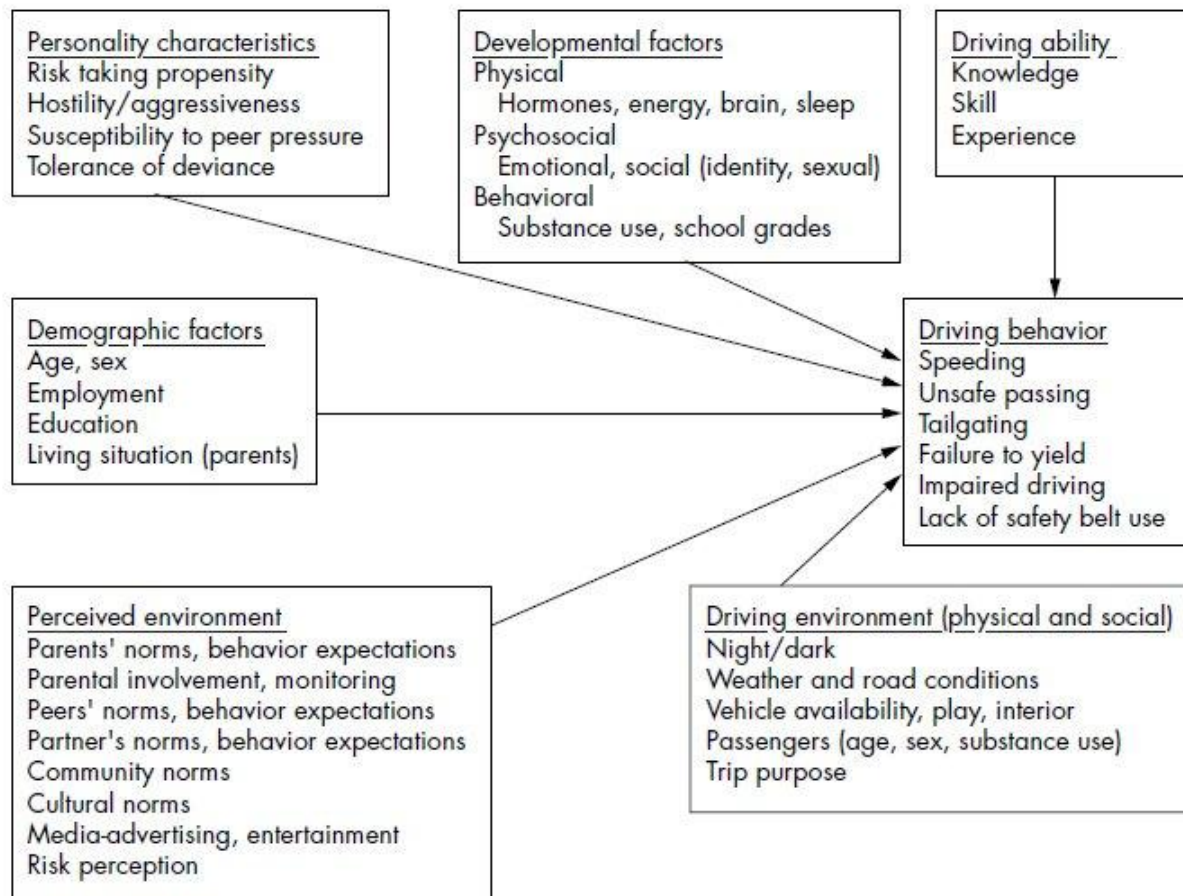 Personality characteristics
Risk taking propensity
Hostility/aggressiveness
Susceptibility to peer pressure
Tolerance of deviance
Developmental factors
Physical
Hormones, energy, brain, sleep
Psychosocial
Emotional, social (identity, sexual)
Behavioral
Substance use, school grades
Driving ability
Knowledge
Skill
Experience
Demographic factors
Age, sex
Employment
Education
Living situation (parents)
Driving behavior
Speeding
Unsafe passing
Tailgating
Failure to yield
Impaired driving
Lack of safety belt use
Perceived environment
Parents' norms, behavior expectations
Parental involvement, monitoring
Peers' norms, behavior expectations
Partner's norms, behavior expectations
Community norms
Cultural norms
Media-advertising, entertainment
Risk perception
Driving environment (physical and social)
Night/dark
Weather and road conditions
Vehicle availability, play, interior
Passengers (age, sex, substance use)
Trip purpose